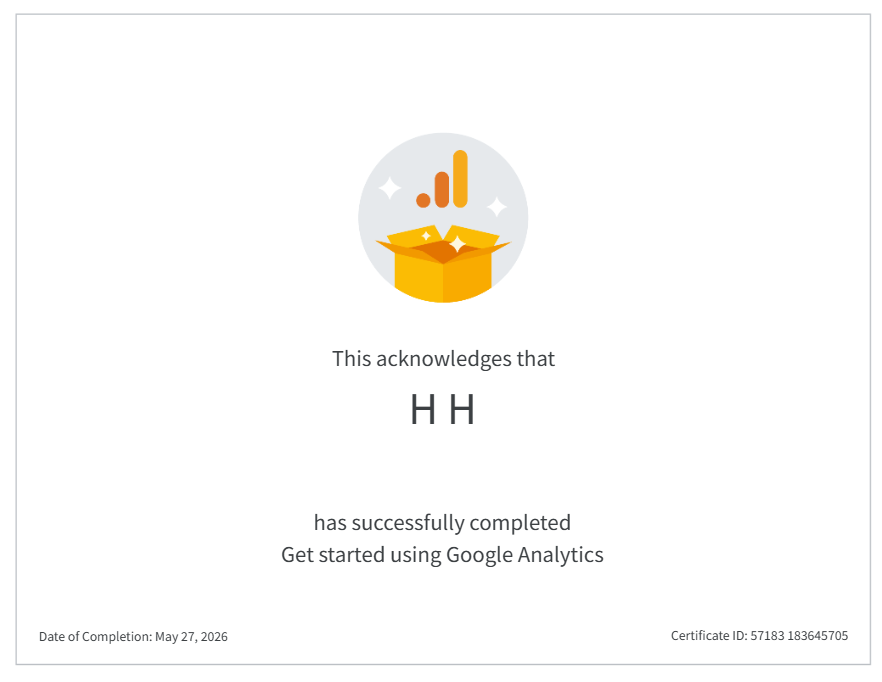 This acknowledges that
H H
has successfully completed
Get started using Google Analytics
Date of Completion: May 27, 2026
Certificate ID: 57183 183645705